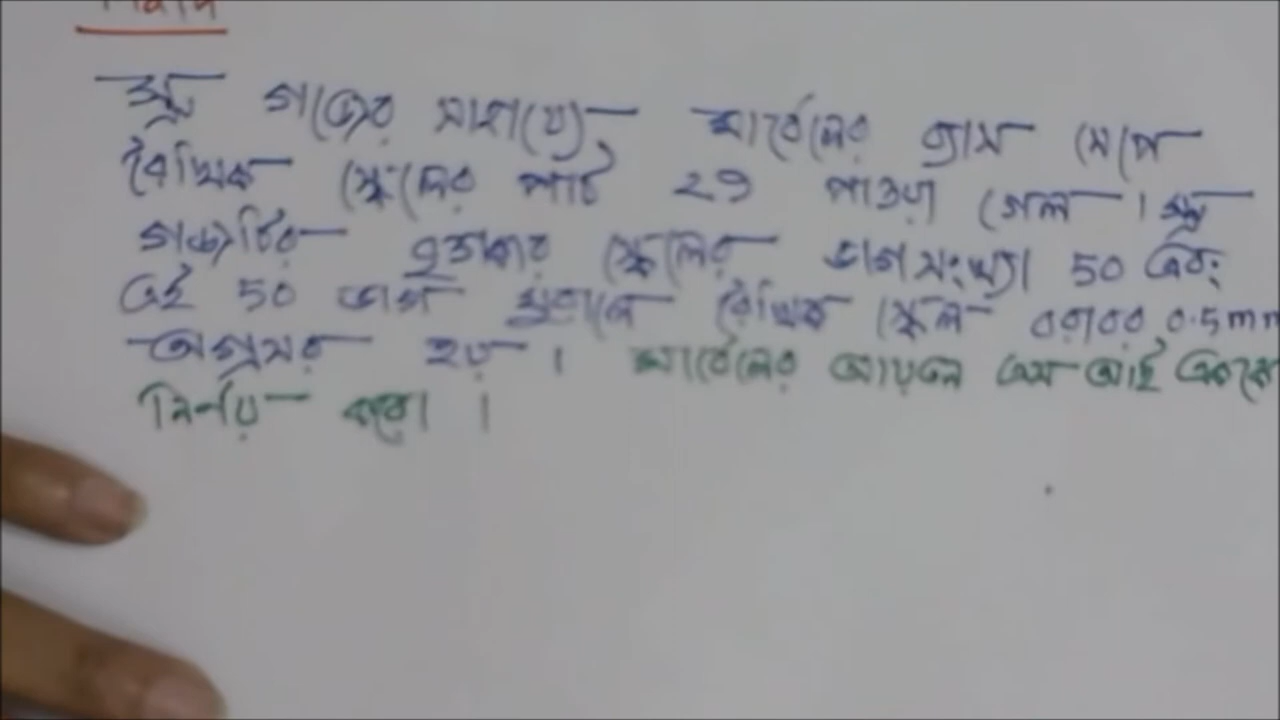 স্ক্রু গজের সাহায্যে মার্বেলের ব্যাস মেপে
রৈখিক স্কেলের পাঠ 29 পাওয়া গেল । স্ক্রু
গজটির বৃত্তাকার স্কেলের ভাগসংখ্যা 50 এবং
এই 50 ভাগ ঘুরালে রৈখিক স্কেল বরাবর 0.5mm
অগ্রসর হয় । মার্বেলের আয়তন এস আই এককে
নির্ণয় করো ।